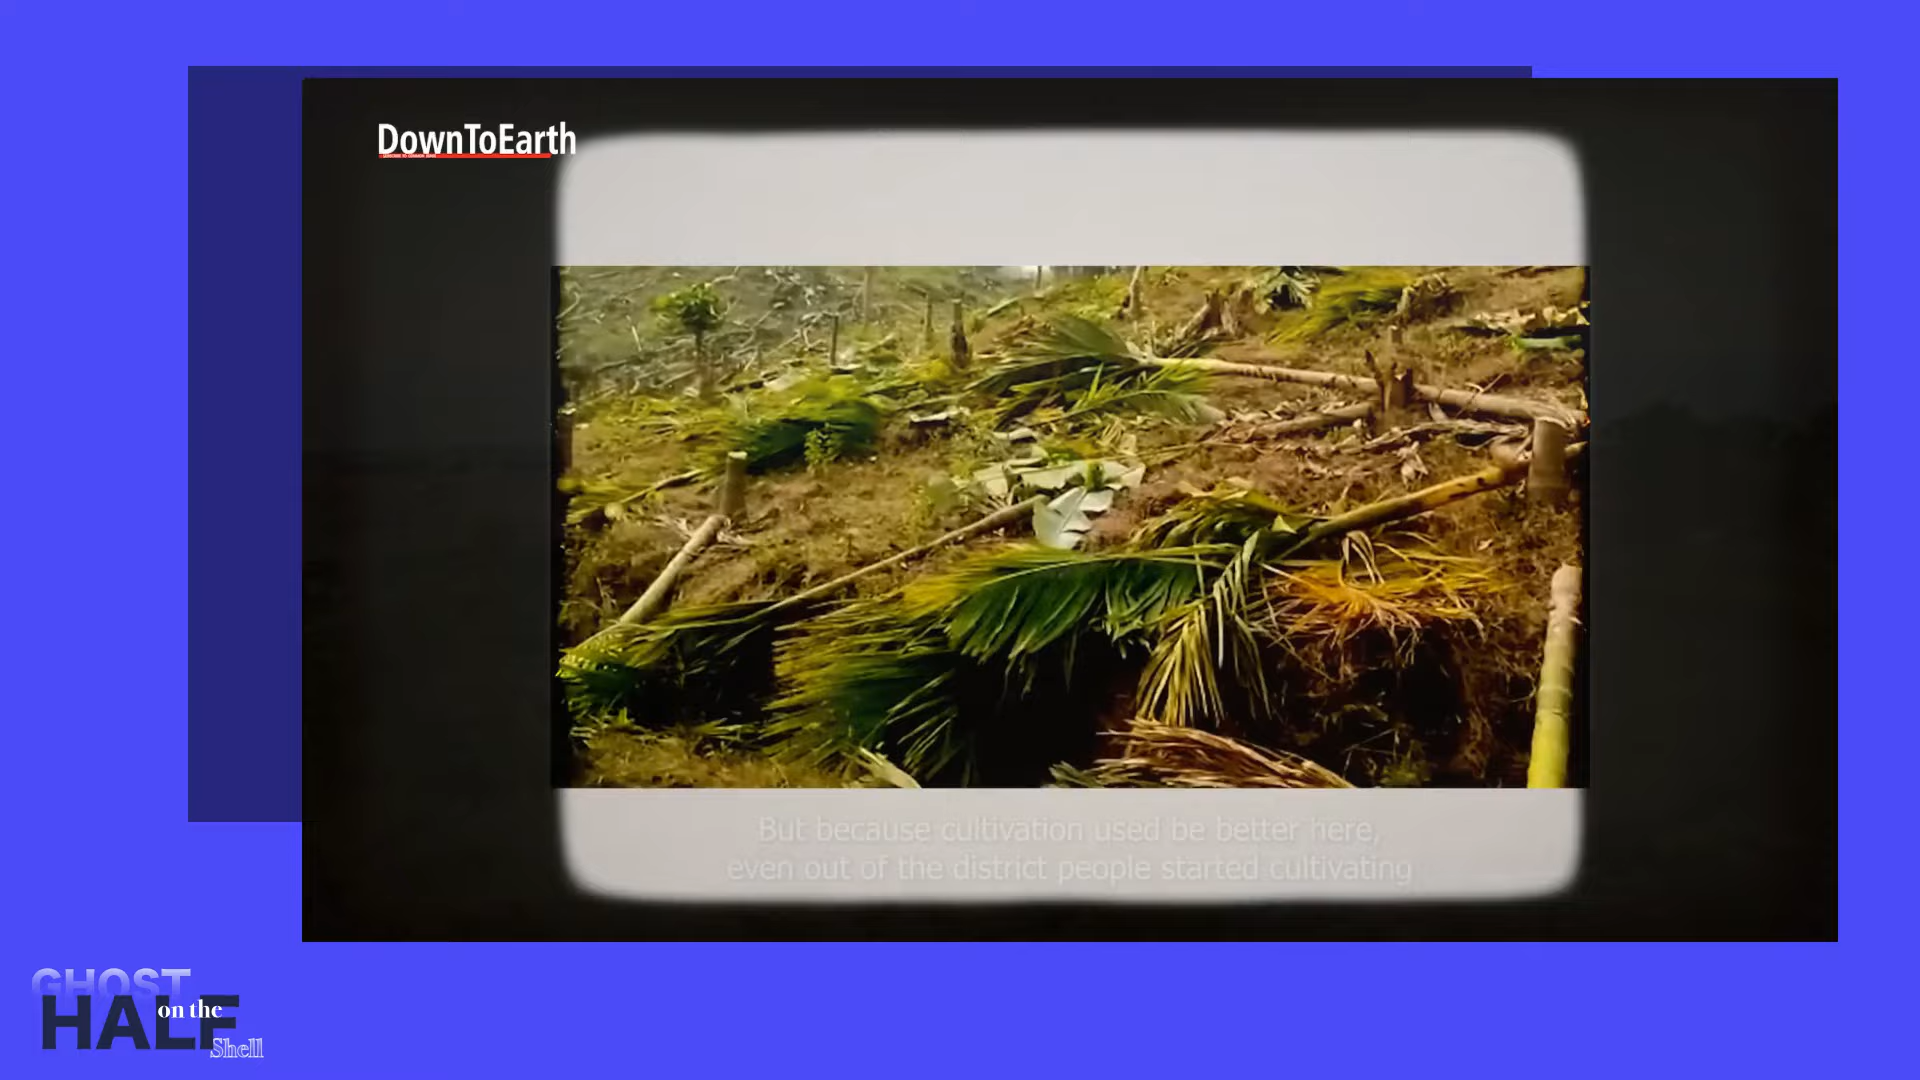 DownToEarth
But because cultivation used be better here,
even out of the district people started cultivating
GHOST
HALF
on the
Shell